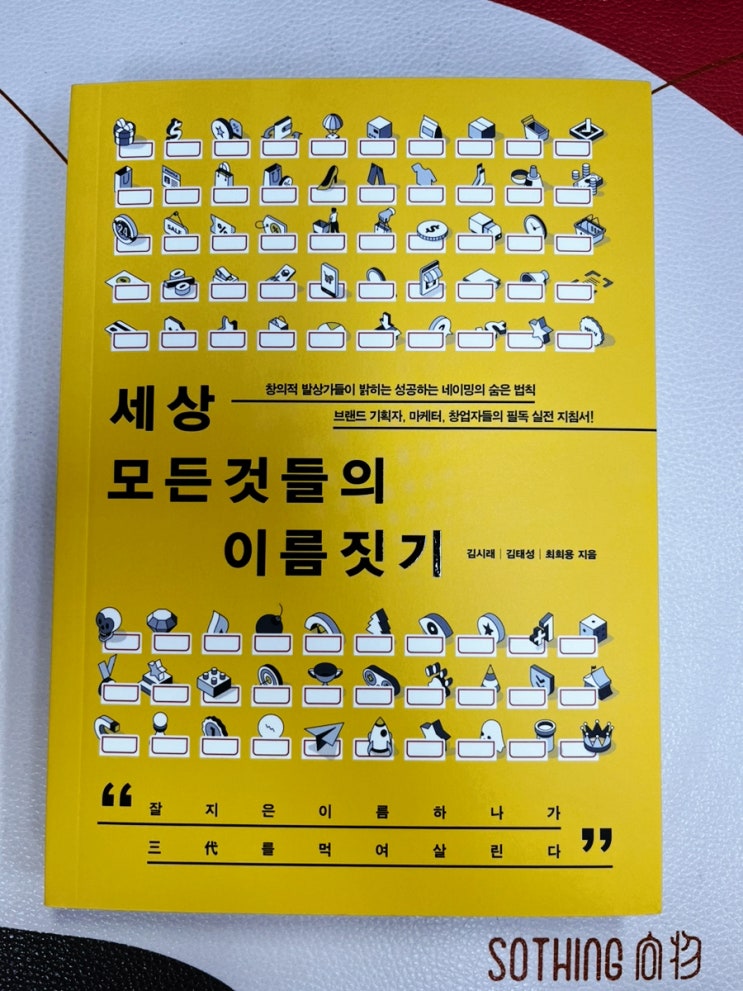 SALE
세상
창의적 발상가들이 밝히는 성공하는 네이밍의 숨은 법칙
브랜드 기획자, 마케터, 창업자들의 필독 실전 지침서!
모든것들의
이름짓기
김시래 | 김태성 | 최희용 지음
“잘 지은 이름 하나가
三代를 먹여 살린다”
SOTHING 向物